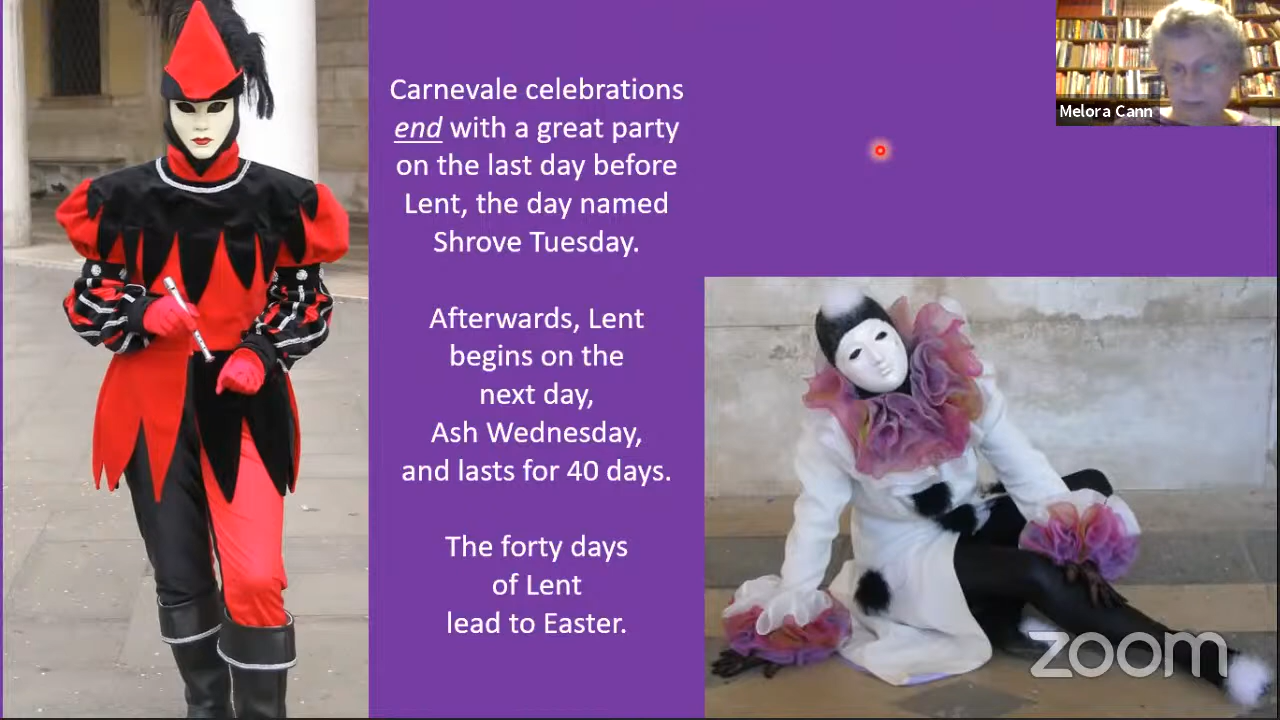 Carnevale celebrations
end with a great party
on the last day before
Lent, the day named
Shrove Tuesday.
Afterwards, Lent
begins on the
next day,
Ash Wednesday,
and lasts for 40 days.
The forty days
of Lent
lead to Easter.
Melora Cann
zoom